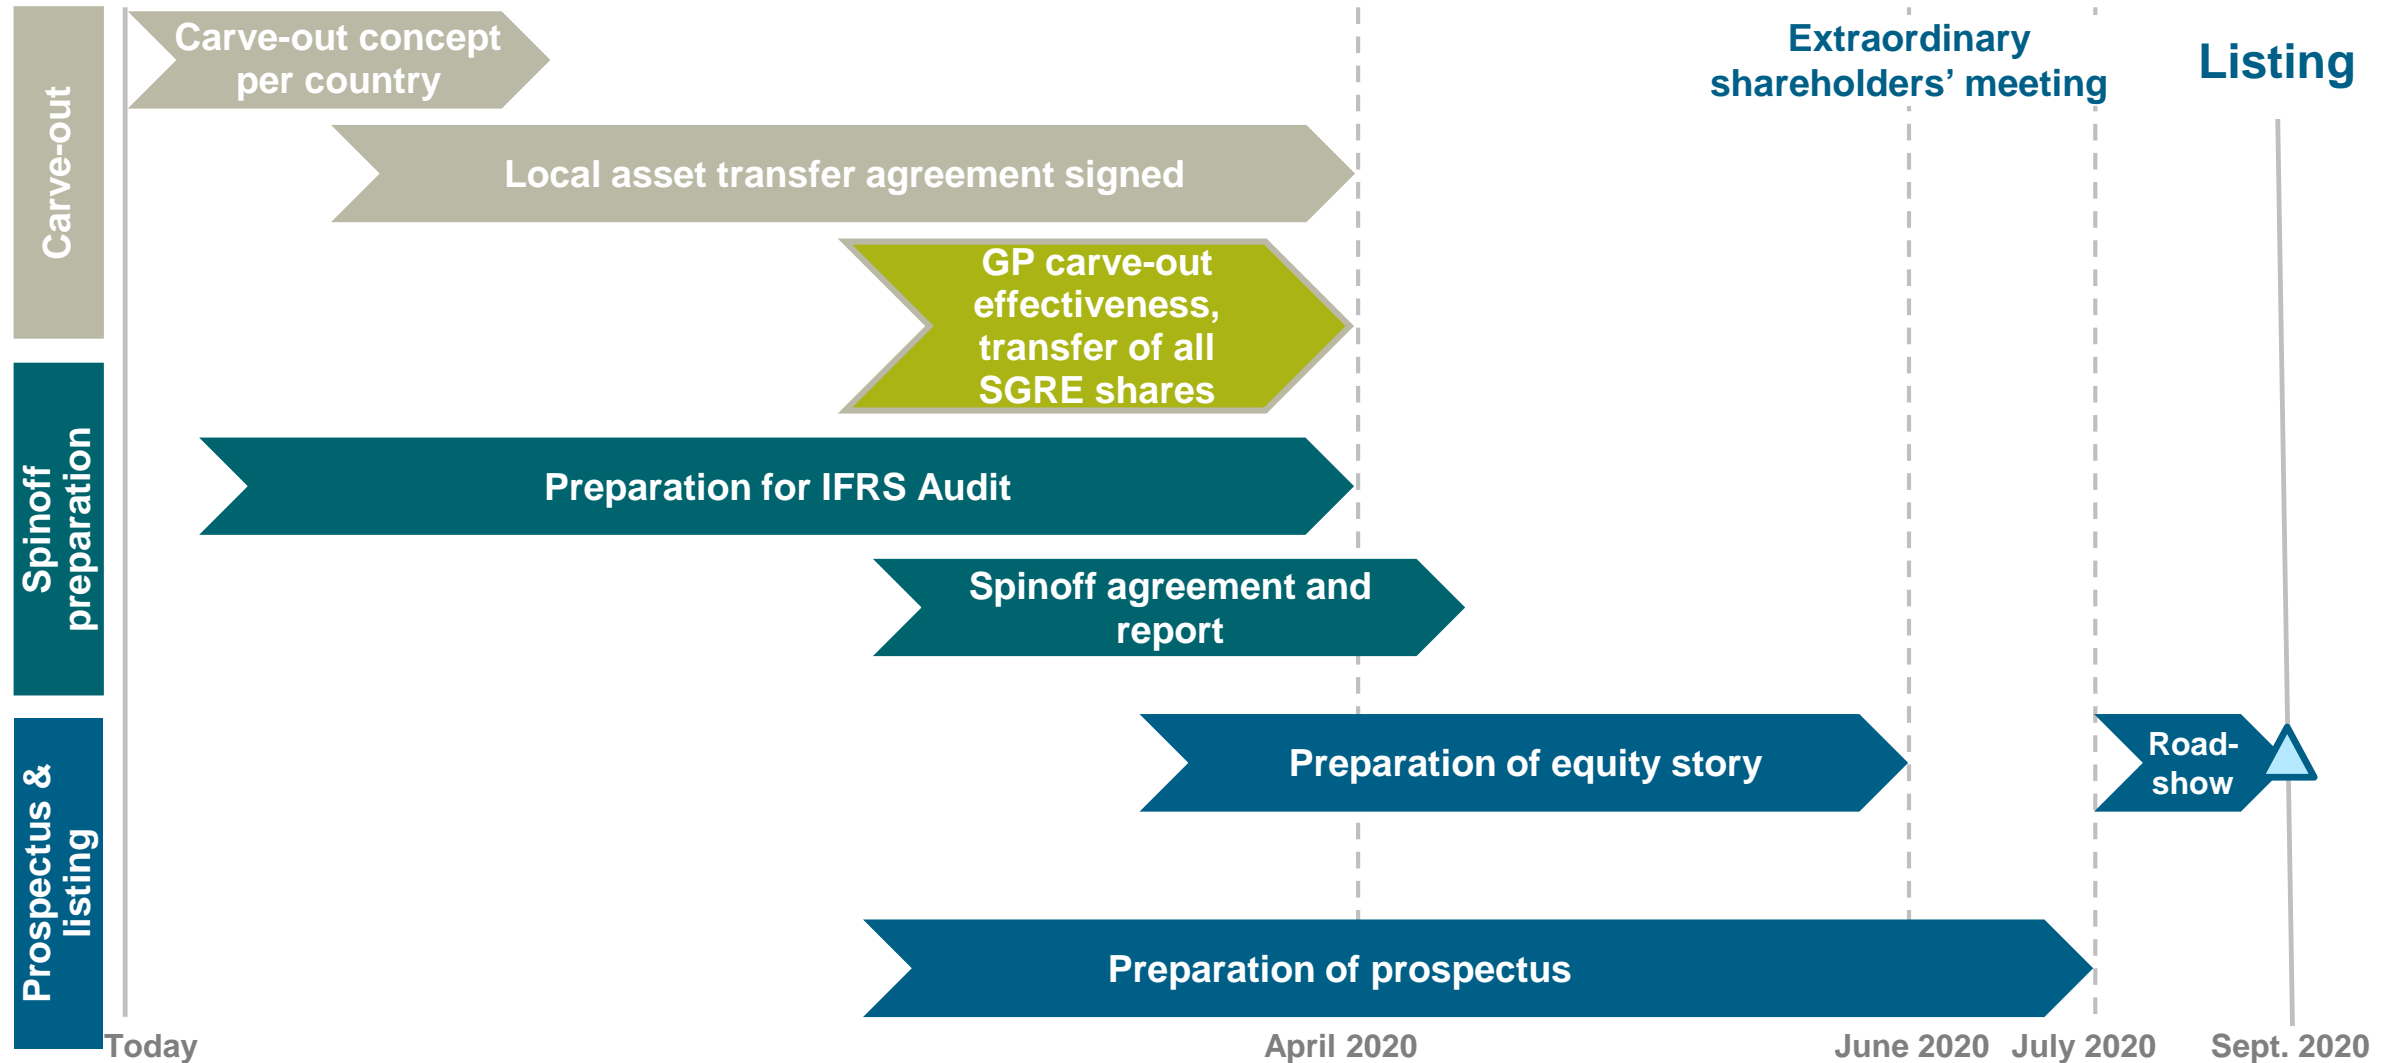 Carve-out
Carve-out concept
per country
Extraordinary
shareholders’ meeting
Listing
Local asset transfer agreement signed
GP carve-out
effectiveness,
transfer of all
SGRE shares
Spinoff
preparation
Preparation for IFRS Audit
Spinoff agreement and
report
Prospectus &
listing
Preparation of equity story
Road-
show
Preparation of prospectus
Today
April 2020
June 2020
July 2020
Sept. 2020